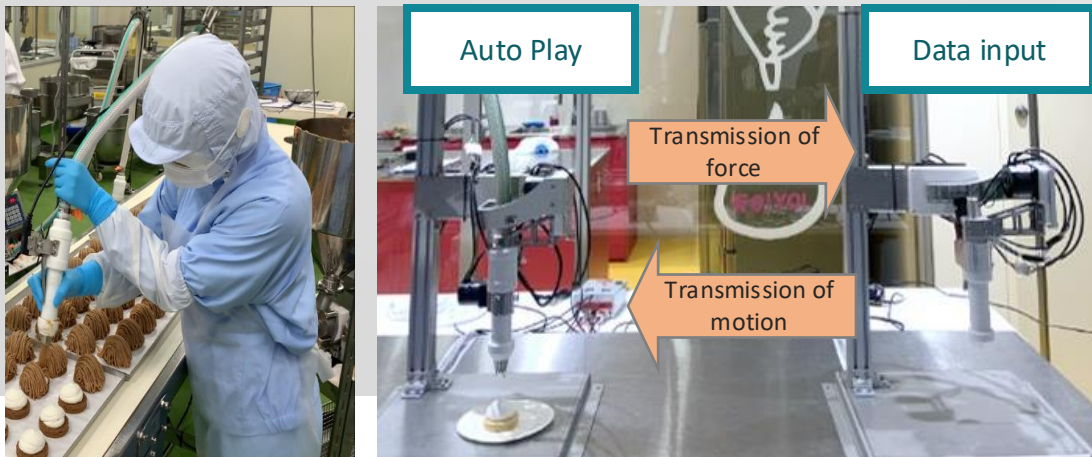 Auto Play
Data input
Transmission of
force
Transmission of
motion